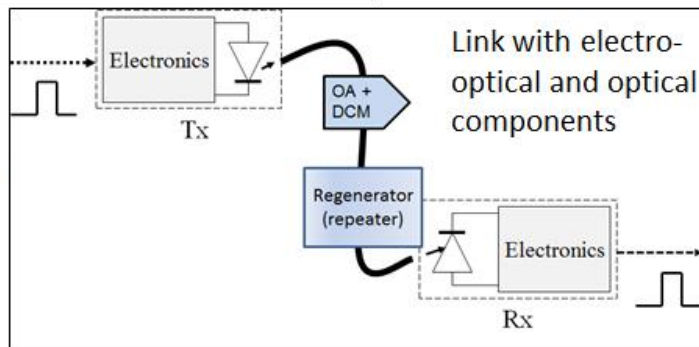 Electronics
Tx
Link with electro-
optical and optical
components
OA +
DCM
Regenerator
(repeater)
Electronics
Rx